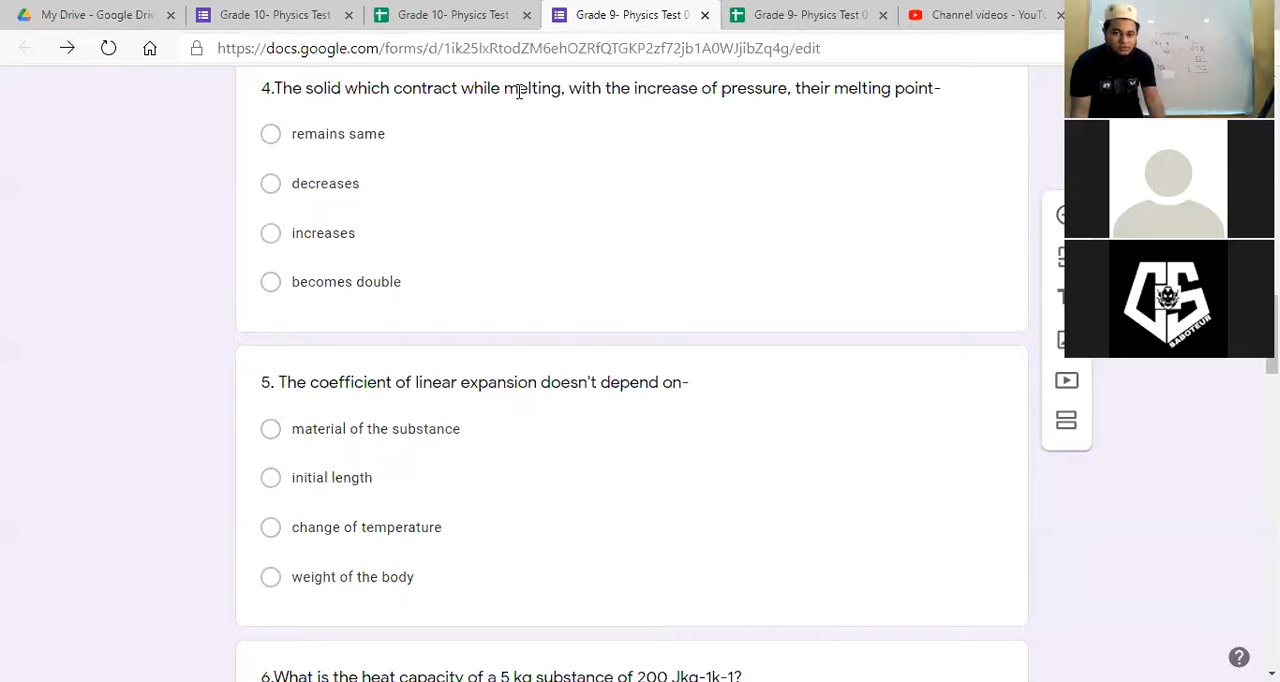 My Drive - Google Driv
Grade 10- Physics Test
Grade 10- Physics Test
Grade 9- Physics Test 0
Grade 9- Physics Test 0
Channel videos - YouTu
https://docs.google.com/forms/d/1ik25lxRtodZM6ehOZRfQTGKP2zf72jb1A0WJjibZq4g/edit
4.The solid which contract while melting, with the increase of pressure, their melting point-
remains same
decreases
increases
becomes double
5. The coefficient of linear expansion doesn't depend on-
material of the substance
initial length
change of temperature
weight of the body
6.What is the heat capacity of a 5 kg substance of 200 Jkg-1k-1?
SABOTEUR